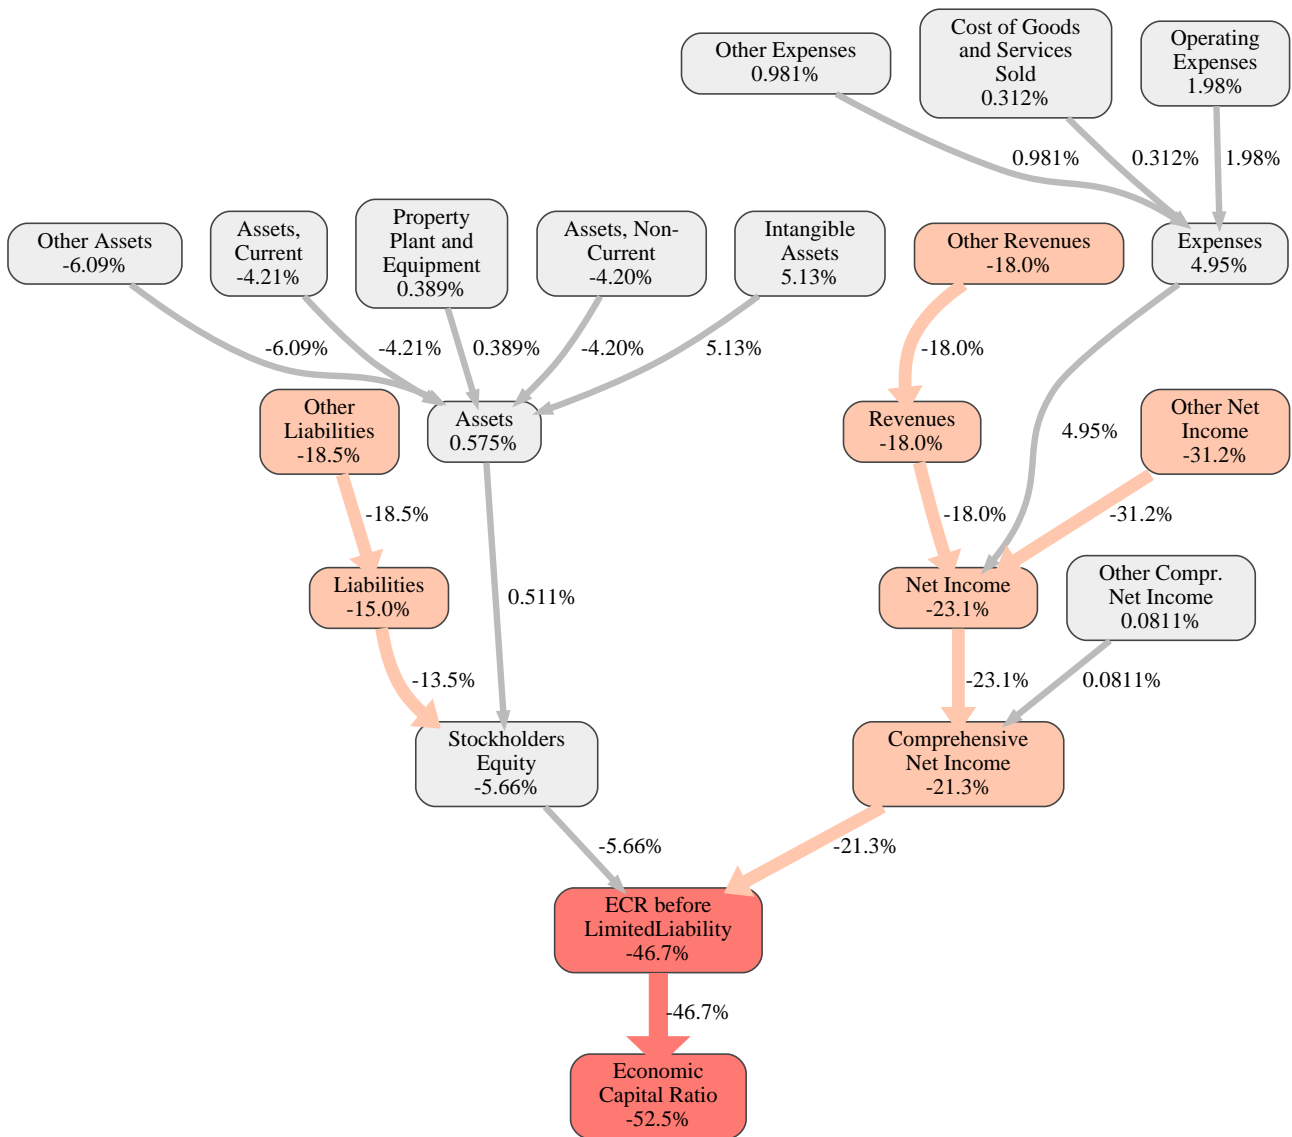 Other Expenses
0.981%
Cost of Goods
and Services
Sold
0.312%
Operating
Expenses
1.98%
0.981%
0.312%
1.98%
Other Assets
-6.09%
Assets,
Current
-4.21%
Property
Plant and
Equipment
0.389%
Assets, Non-
Current
-4.20%
Intangible
Assets
5.13%
Other Revenues
-18.0%
Expenses
4.95%
-6.09%
-4.21%
0.389%
-4.20%
5.13%
-18.0%
Other
Liabilities
-18.5%
Assets
0.575%
Revenues
-18.0%
4.95%
Other Net
Income
-31.2%
-18.5%
-18.0%
-31.2%
Liabilities
-15.0%
0.511%
Net Income
-23.1%
Other Compr.
Net Income
0.0811%
-13.5%
-23.1%
0.0811%
Stockholders
Equity
-5.66%
Comprehensive
Net Income
-21.3%
-5.66%
-21.3%
ECR before
LimitedLiability
-46.7%
-46.7%
Economic
Capital Ratio
-52.5%